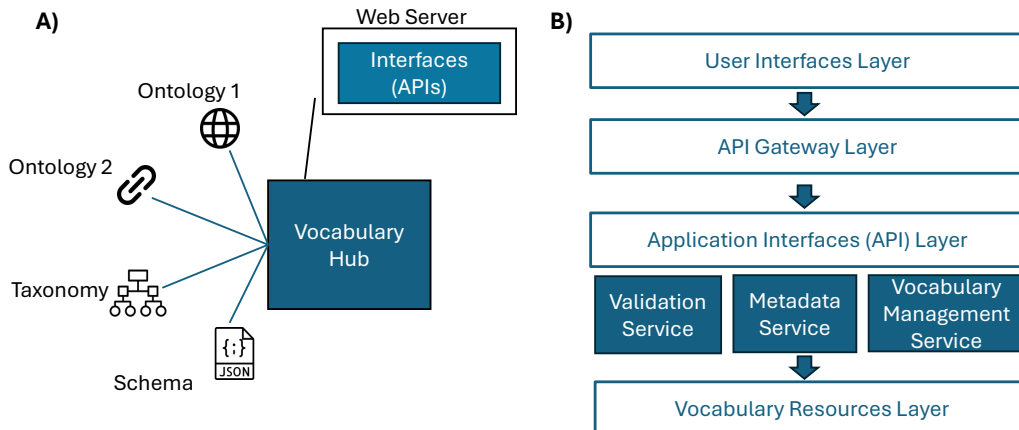 A)
Web Server
Interfaces
(APIs)
Ontology 1
Ontology 2
Vocabulary
Hub
Taxonomy
{;}
JSON
Schema
B)
User Interfaces Layer
API Gateway Layer
Application Interfaces (API) Layer
Validation
Service
Metadata
Service
Vocabulary
Management
Service
Vocabulary Resources Layer